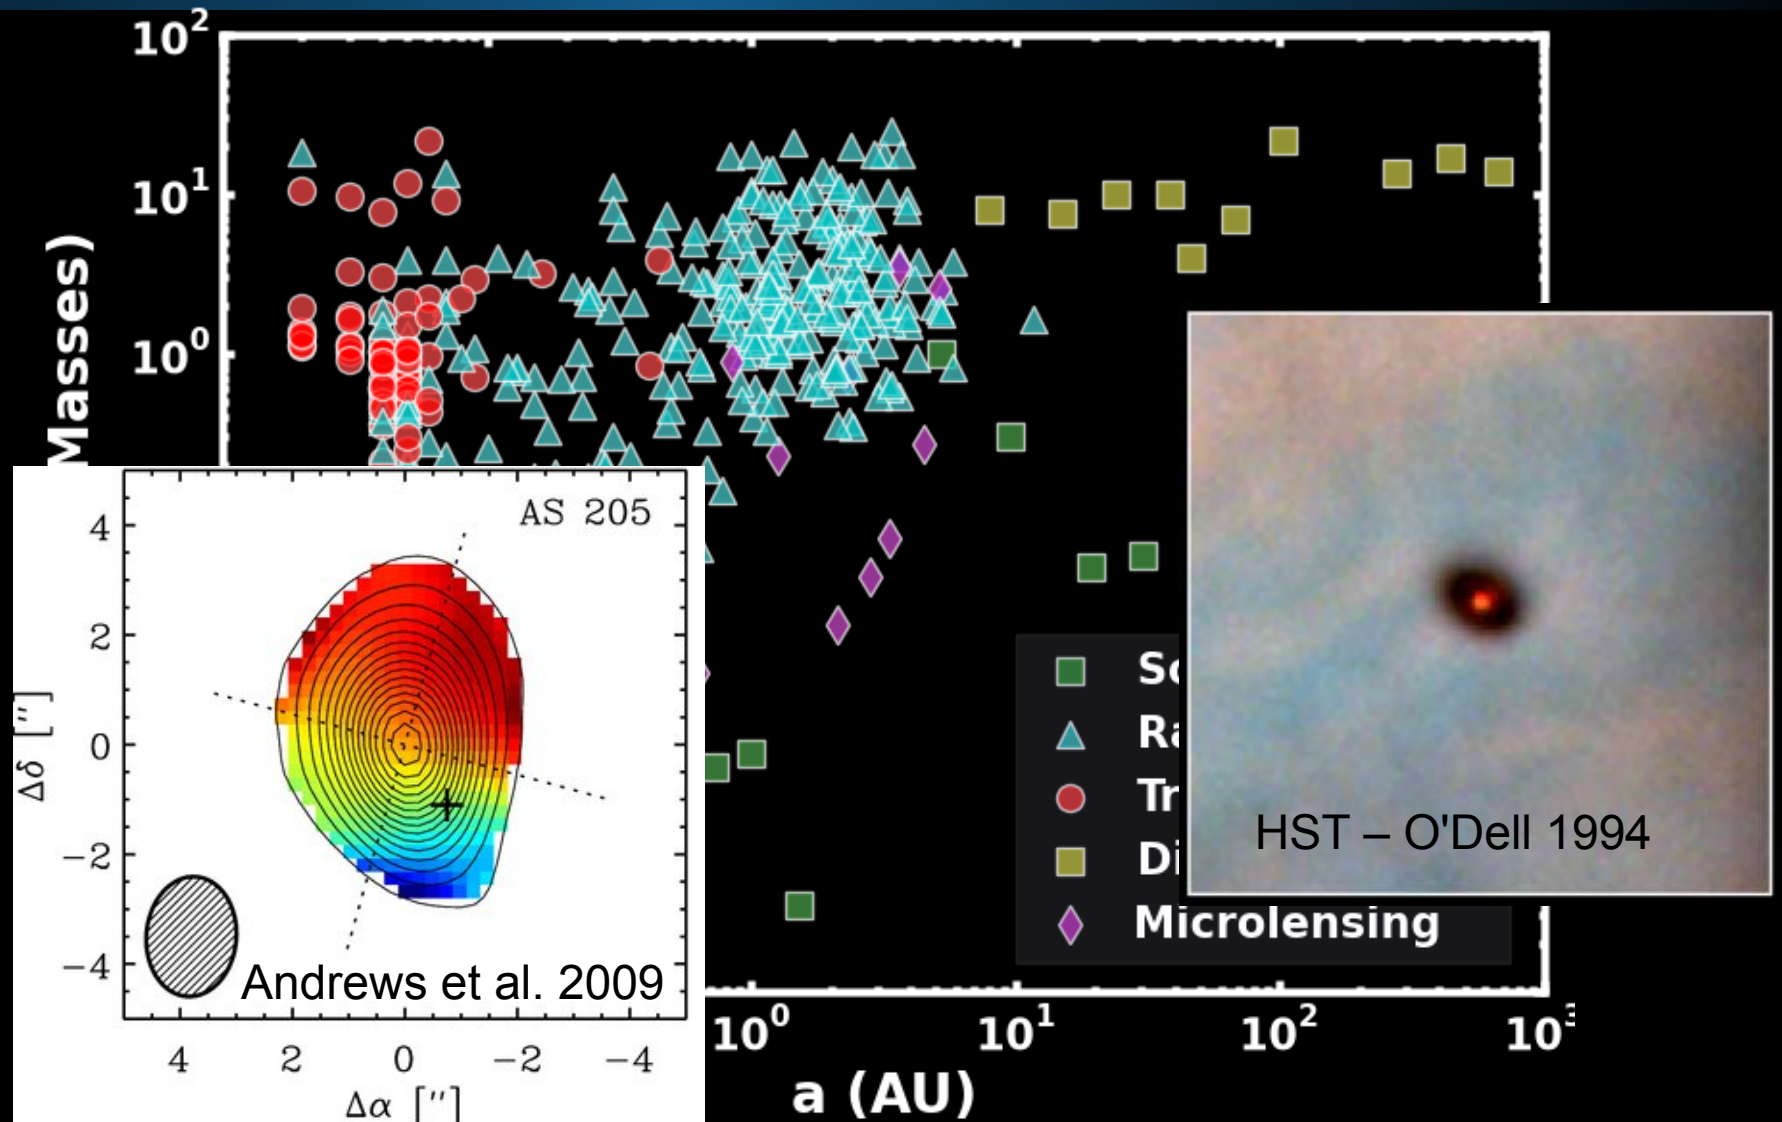 10²
10¹
10⁰
Masses)
AS 205
4
2
0
−2
−4
Δδ ["]
Andrews et al. 2009
4 2 0 −2 −4
Δα ["]
HST – O'Dell 1994
Microlensing
10⁰ 10¹ 10²
a (AU)